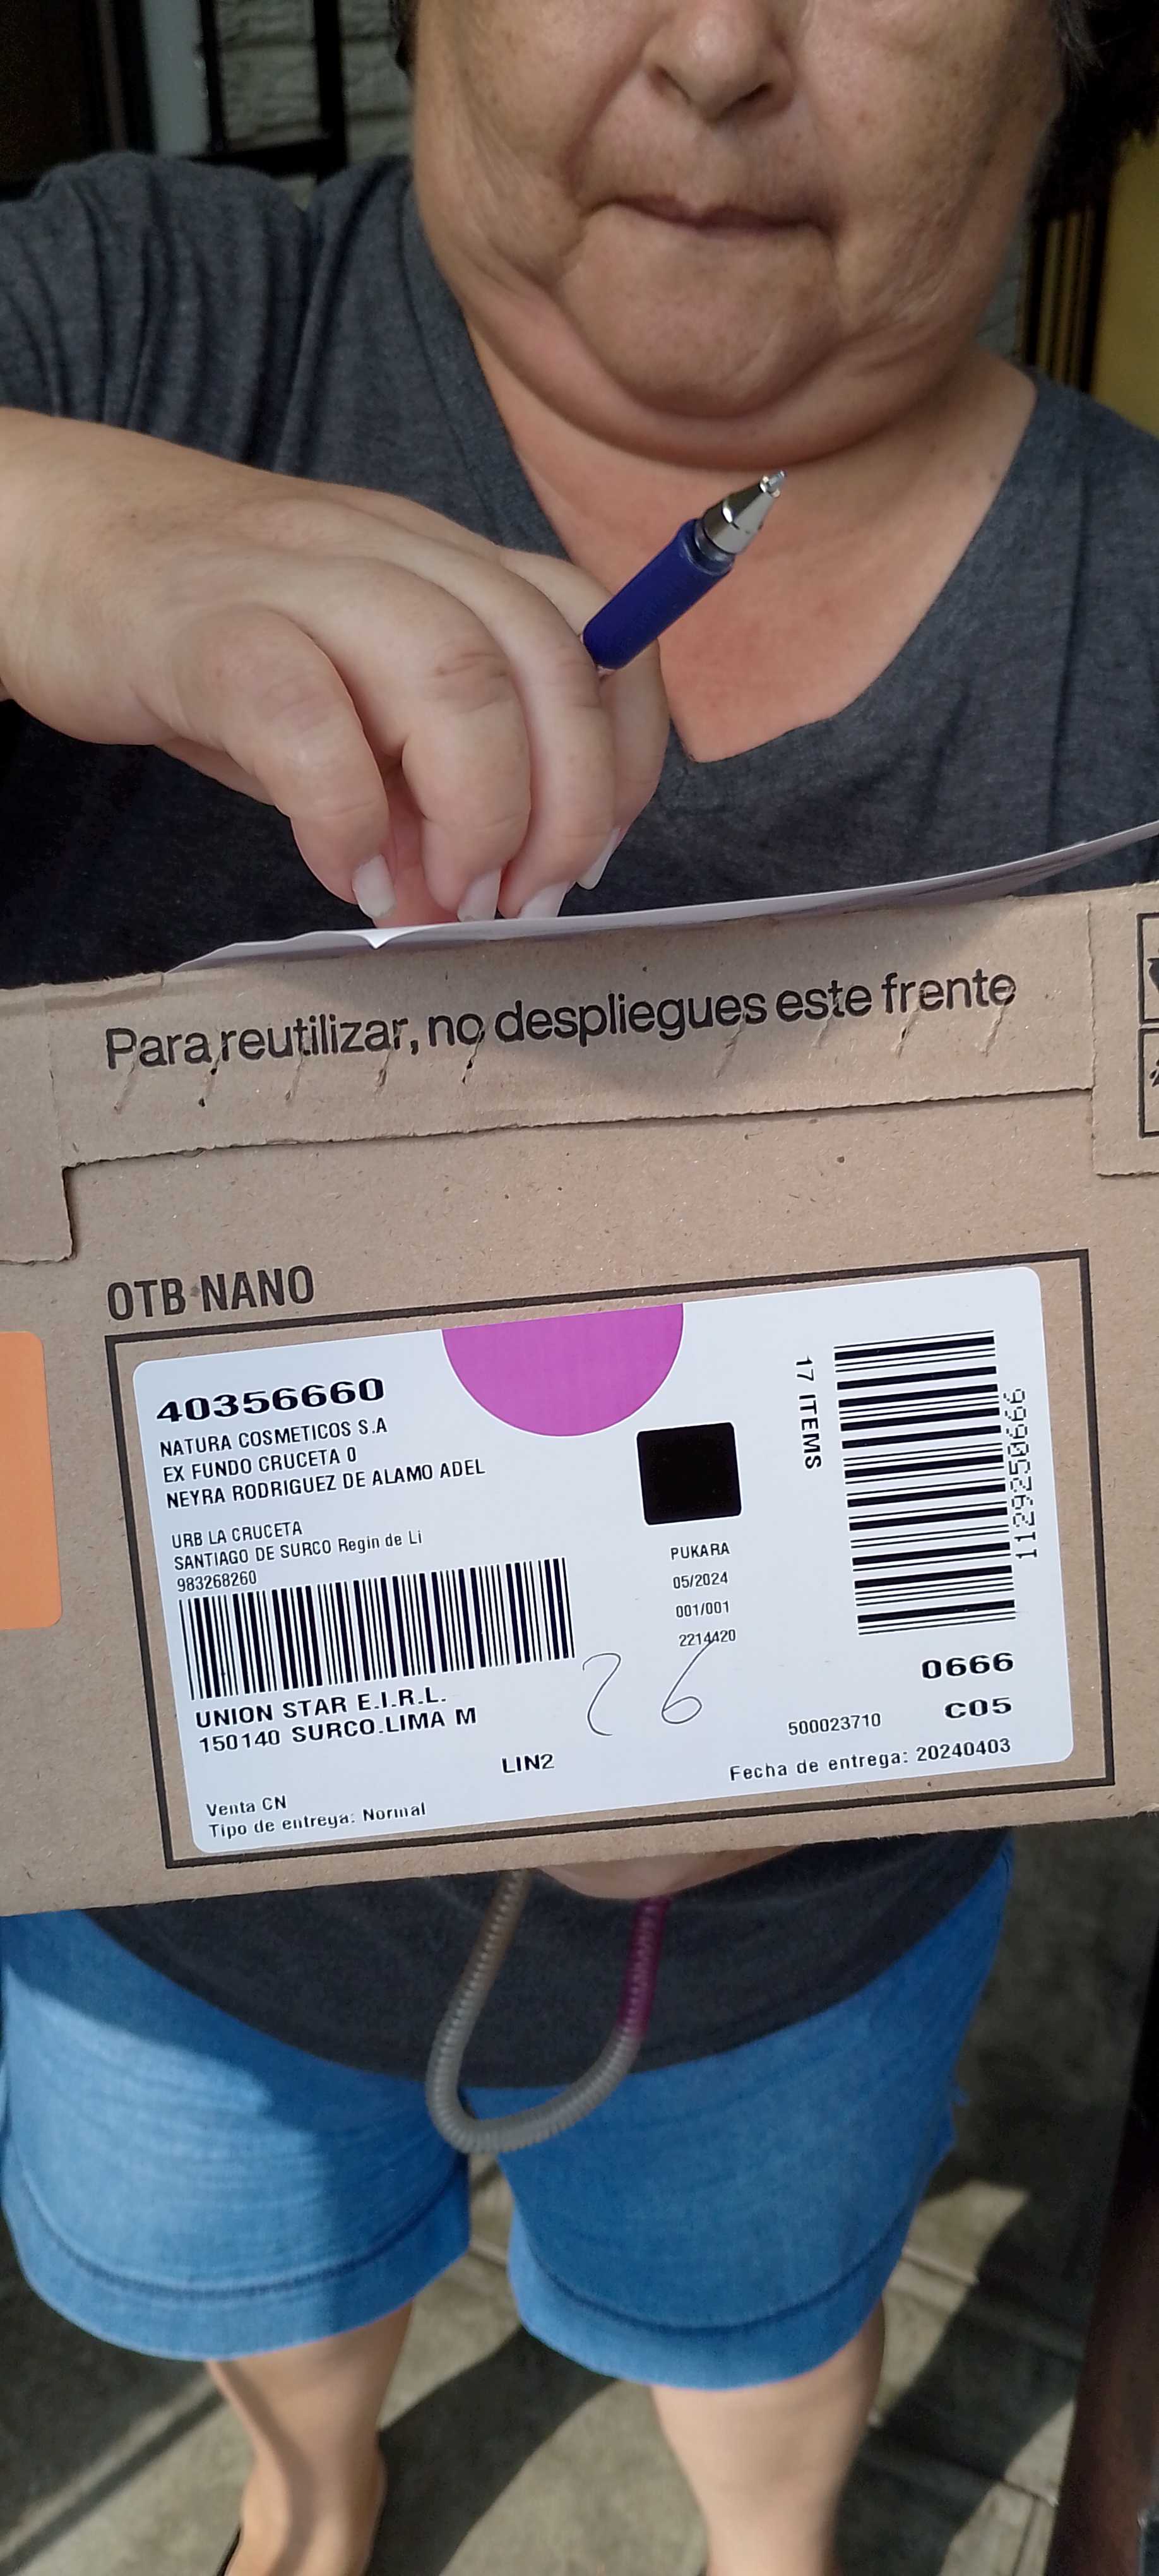 Para reutilizar, no despliegues este frente
OTB NANO
40356660
NATURA COSMETICOS S.A
EX FUNDO CRUCETA 0
NEYRA RODRIGUEZ DE ALAMO ADEL
URB LA CRUCETA
SANTIAGO DE SURCO Regin de Li
983268260
UNION STAR E.I.R.L.
150140 SURCO.LIMA M
LIN2
Venta CN
Tipo de entrega: Normal
PUKARA
05/2024
001/001
2214420
26
17 ITEMS
1129250666
0666
C05
500023710
Fecha de entrega: 20240403